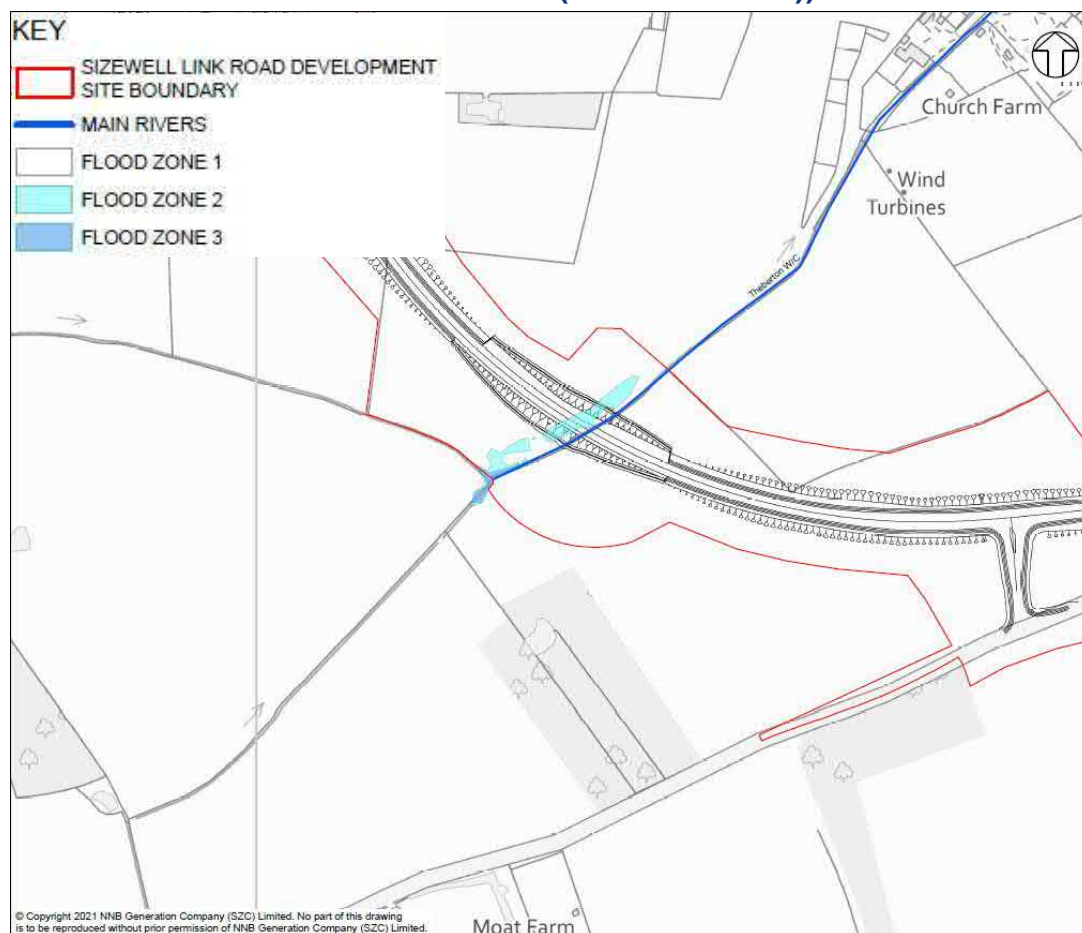 KEY
SIZEWELL LINK ROAD DEVELOPMENT
SITE BOUNDARY
MAIN RIVERS
FLOOD ZONE 1
FLOOD ZONE 2
FLOOD ZONE 3
Church Farm
Wind
Turbines
Theberton W/C
Moat Farm
© Copyright 2021 NNB Generation Company (SZC) Limited. No part of this drawing
is to be reproduced without prior permission of NNB Generation Company (SZC) Limited.